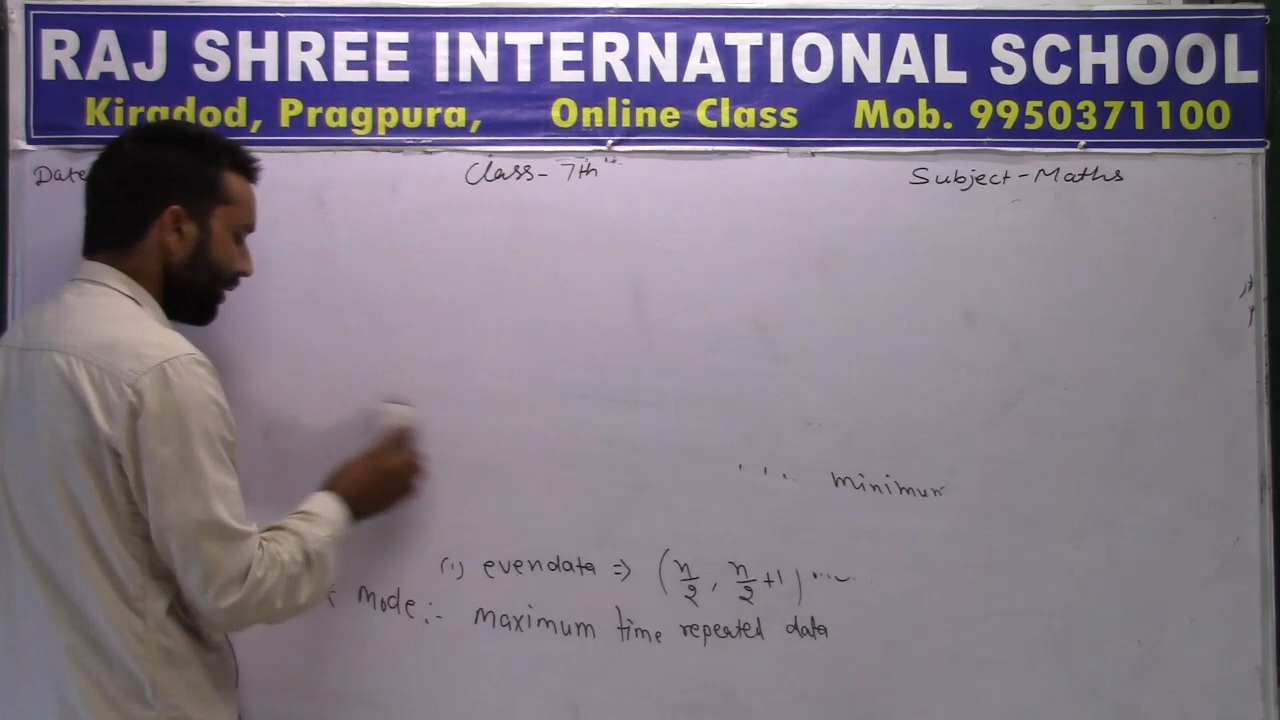 RAJ SHREE INTERNATIONAL SCHOOL
Kiradod, Pragpura, Online Class Mob. 9950371100
Date Class- 7th Subject-Maths
minimum
(i) evendata => (n/2, n/2+1)
Mode:- maximum time repeated data